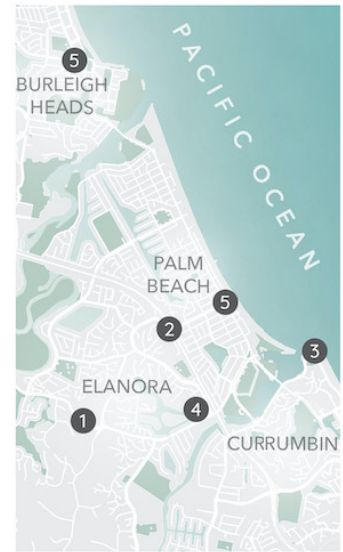 PACIFIC OCEAN
5
BURLEIGH
HEADS
PALM
BEACH
5
2
3
ELANORA
4
1
CURRUMBIN